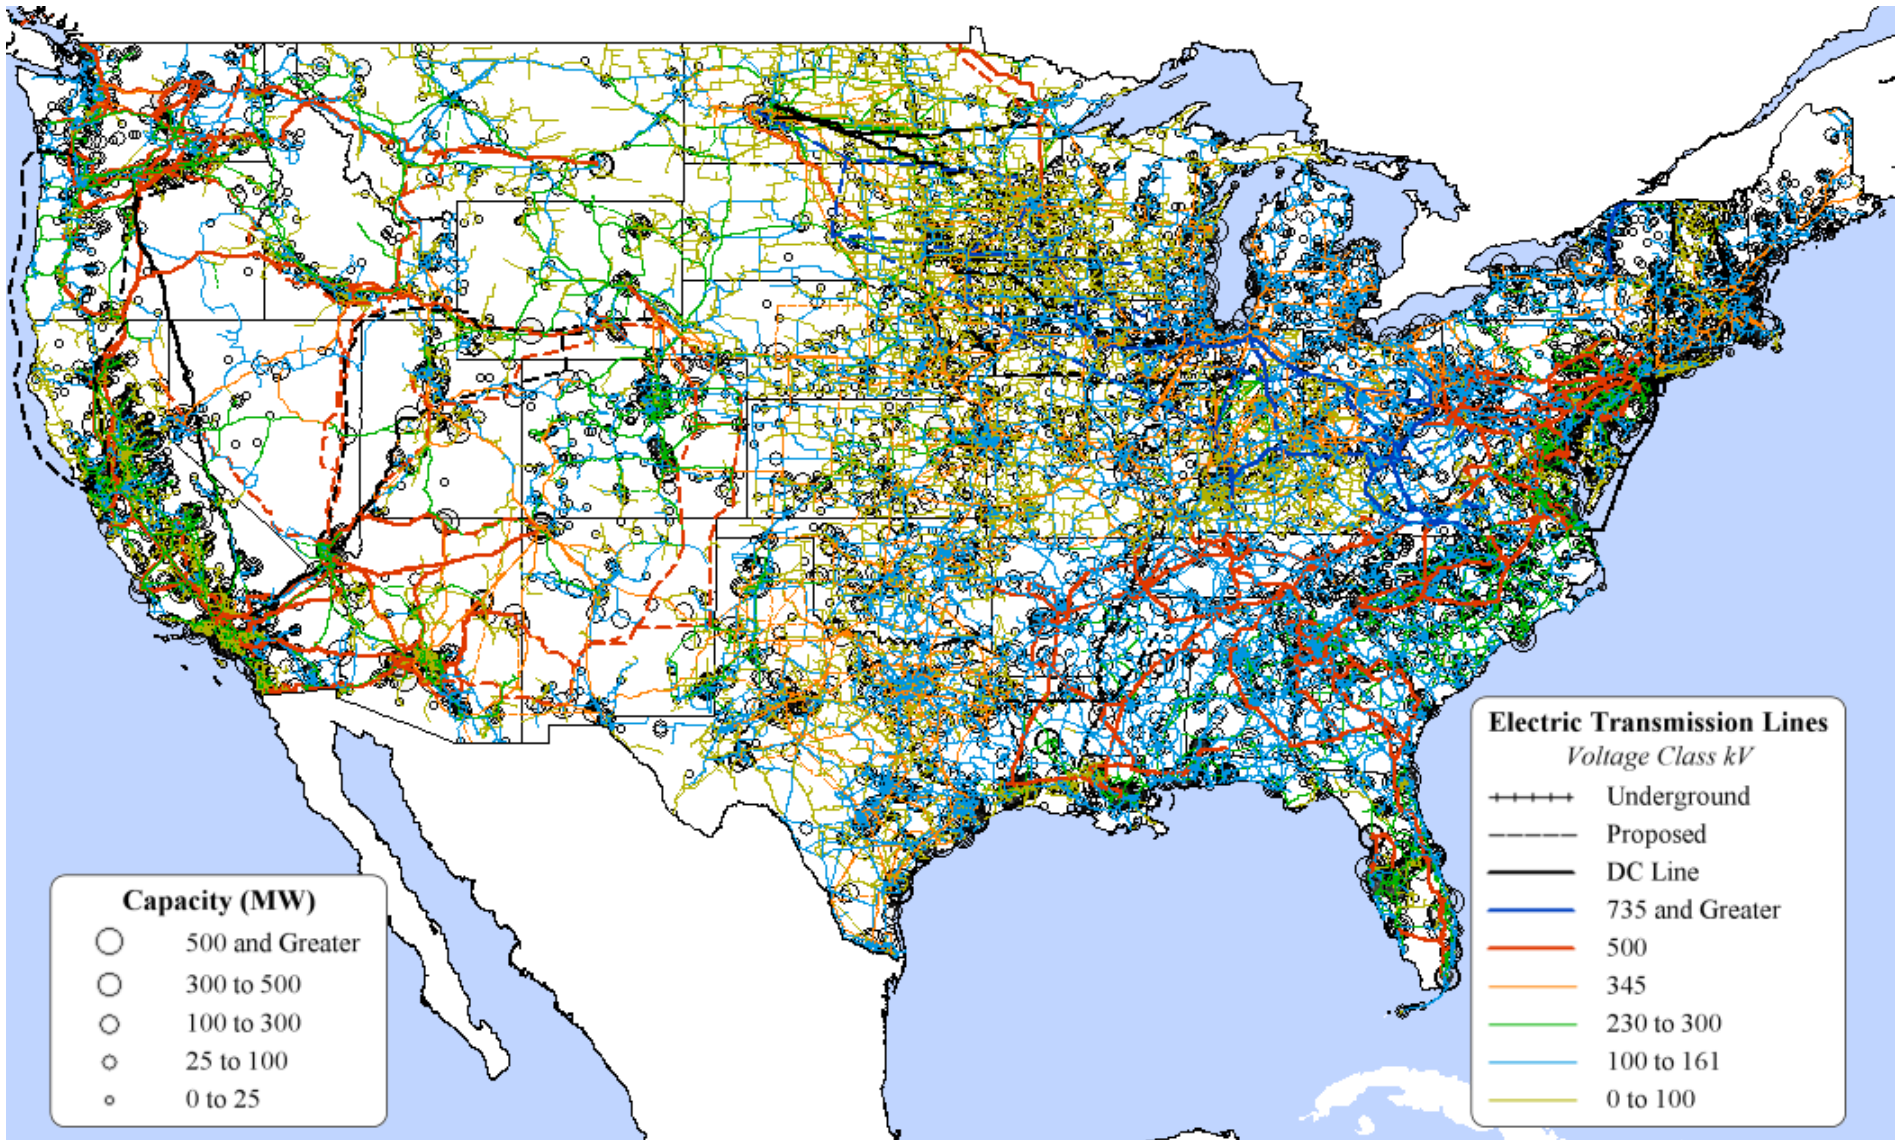 Electric Transmission Lines
Voltage Class kV
Underground
Proposed
DC Line
735 and Greater
500
345
230 to 300
100 to 161
0 to 100
Capacity (MW)
500 and Greater
300 to 500
100 to 300
25 to 100
0 to 25